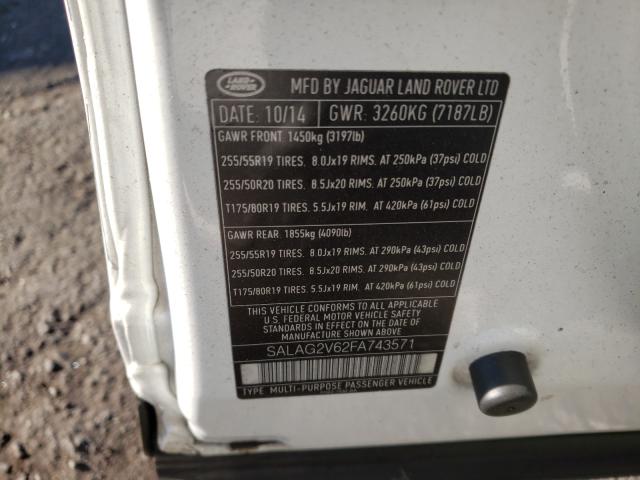 LAND ROVER
MFD BY JAGUAR LAND ROVER LTD
DATE: 10/14 GWR: 3260KG (7187LB)
GAWR FRONT 1450kg (3197lb)
255/55R19 TIRES. 8.0Jx19 RIMS. AT 250kPa (37psi) COLD
255/50R20 TIRES. 8.5Jx20 RIMS. AT 250kPa (37psi) COLD
T175/80R19 TIRES. 5.5Jx19 RIM. AT 420kPa (61psi) COLD
GAWR REAR 1855kg (4090lb)
255/55R19 TIRES. 8.0Jx19 RIMS. AT 290kPa (43psi) COLD
255/50R20 TIRES. 8.5Jx20 RIMS. AT 290kPa (43psi) COLD
T175/80R19 TIRES. 5.5Jx19 RIM. AT 420kPa (61psi) COLD
THIS VEHICLE CONFORMS TO ALL APPLICABLE
U.S. FEDERAL MOTOR VEHICLE SAFETY
STANDARDS IN EFFECT ON THE DATE OF
MANUFACTURE SHOWN ABOVE
SALAG2V62FA743571
TYPE: MULTI-PURPOSE PASSENGER VEHICLE